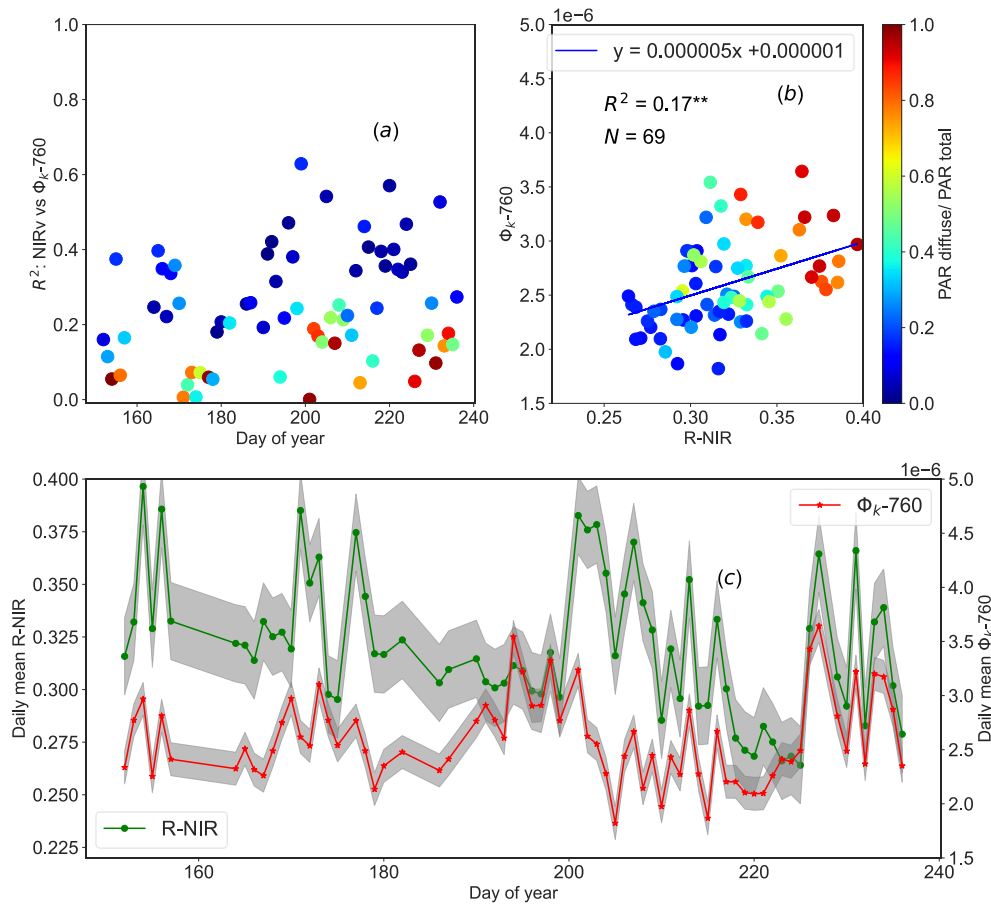 1.0
0.8
0.6
0.4
0.2
0.0
R²: NIRv vs Φₖ-760
(a)
160
180
200
220
240
Day of year
1e-6
5.0
4.5
4.0
3.5
3.0
2.5
2.0
1.5
Φₖ-760
y = 0.000005x +0.000001
R² = 0.17**
N = 69
(b)
0.25
0.30
0.35
0.40
R-NIR
1.0
0.8
0.6
0.4
0.2
0.0
PAR diffuse/ PAR total
0.400
0.375
0.350
0.325
0.300
0.275
0.250
0.225
Daily mean R-NIR
R-NIR
(c)
Φₖ-760
1e-6
5.0
4.5
4.0
3.5
3.0
2.5
2.0
1.5
Daily mean Φₖ-760
160
180
200
220
240
Day of year